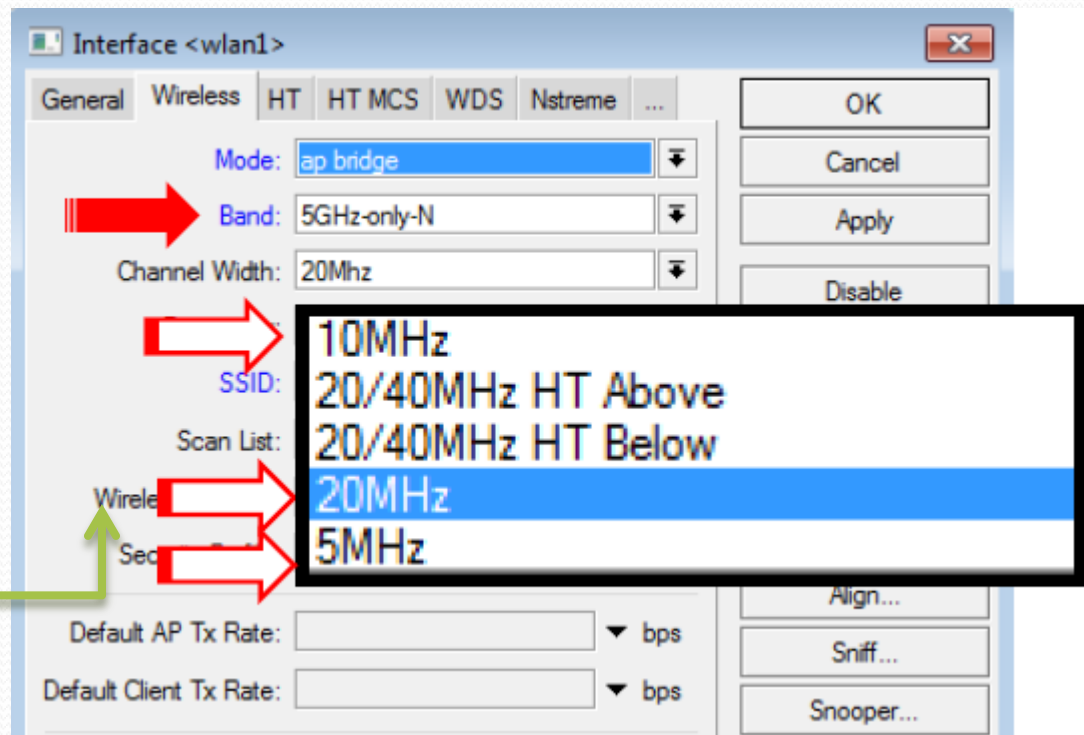 Interface <wlan1>
General Wireless HT HT MCS WDS Nstreme ...
OK
Mode: ap bridge
Cancel
Band: 5GHz-only-N
Apply
Channel Width: 20Mhz
Disable
10MHz
SSID:
20/40MHz HT Above
Scan List:
20/40MHz HT Below
20MHz
5MHz
Align...
Default AP Tx Rate: bps
Sniff...
Default Client Tx Rate: bps
Snooper...